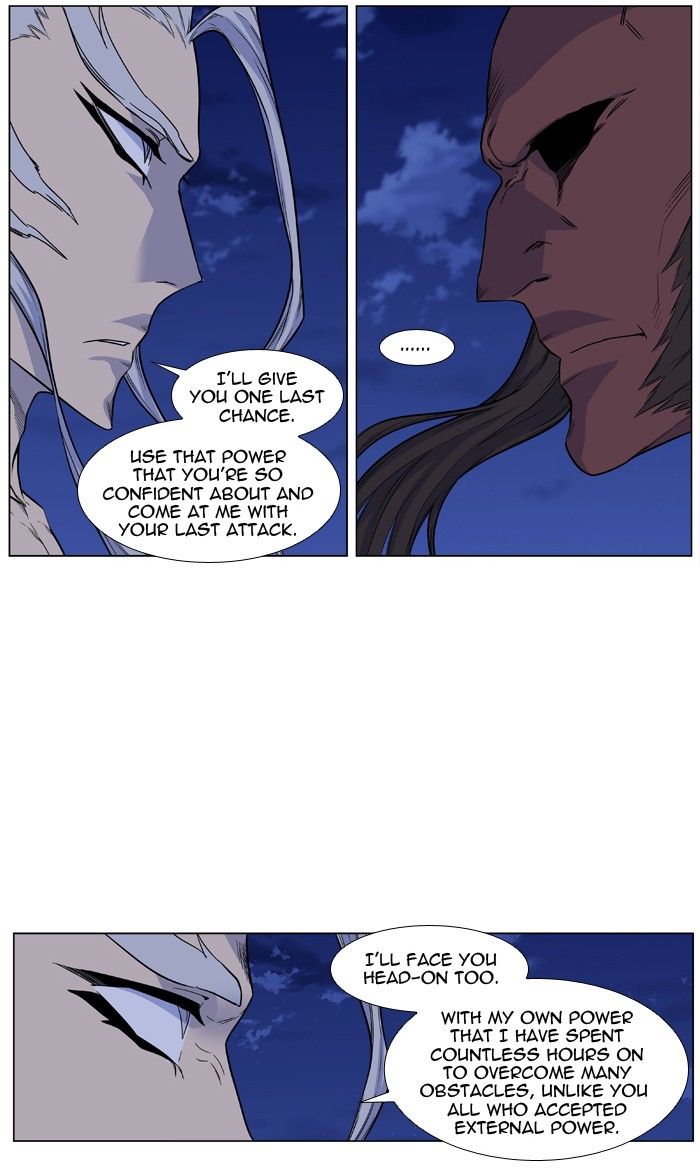 I'LL GIVE
YOU ONE LAST
CHANCE.
USE THAT POWER
THAT YOU'RE SO
CONFIDENT ABOUT AND
COME AT ME WITH
YOUR LAST ATTACK.
......
I'LL FACE YOU
HEAD-ON TOO.
WITH MY OWN POWER
THAT I HAVE SPENT
COUNTLESS HOURS ON
TO OVERCOME MANY
OBSTACLES, UNLIKE YOU
ALL WHO ACCEPTED
EXTERNAL POWER.